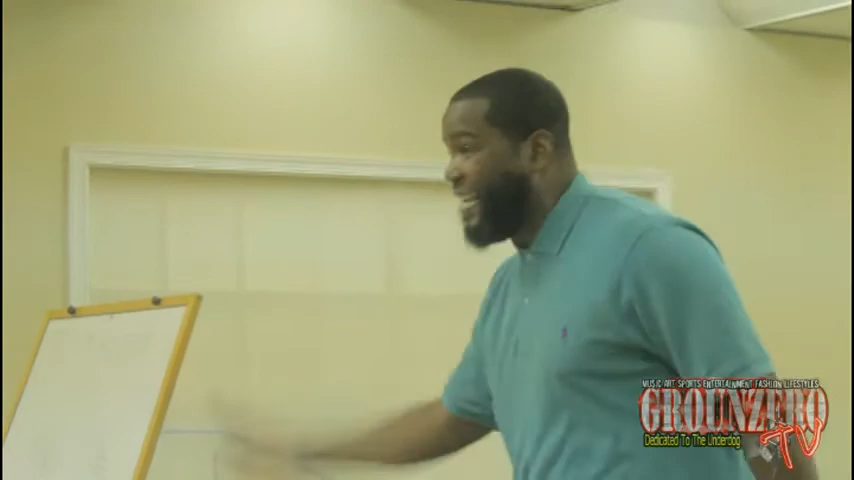 MUSIC ART SPORTS ENTERTAINMENT FASHION LIFESTYLES
GROUNZERO
Dedicated To The Underdog
TV